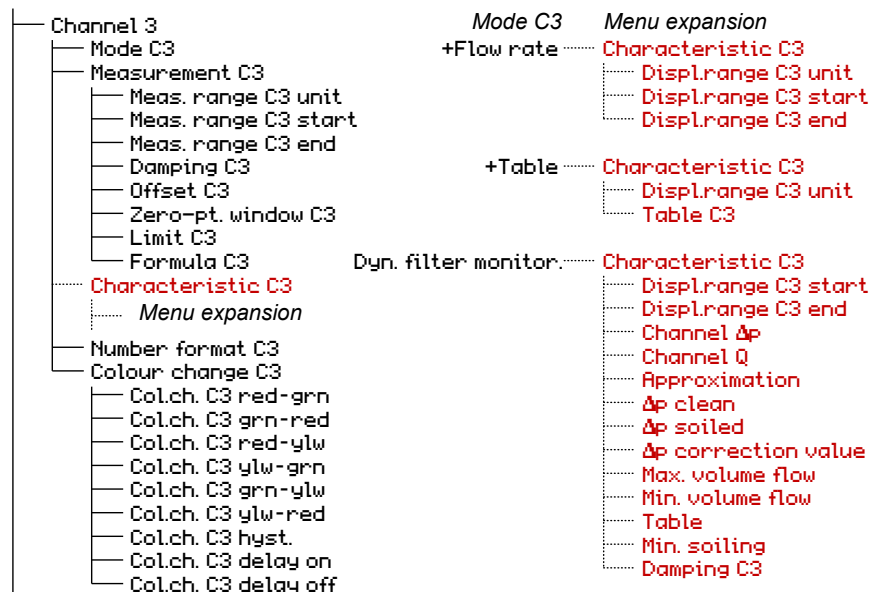 Channel 3
Mode C3
Measurement C3
Meas. range C3 unit
Meas. range C3 start
Meas. range C3 end
Damping C3
Offset C3
Zero-pt. window C3
Limit C3
Formula C3
Characteristic C3
Menu expansion
Number format C3
Colour change C3
Col.ch. C3 red-grn
Col.ch. C3 grn-red
Col.ch. C3 red-ylw
Col.ch. C3 ylw-grn
Col.ch. C3 grn-ylw
Col.ch. C3 ylw-red
Col.ch. C3 hyst.
Col.ch. C3 delay on
Col.ch. C3 delay off
Mode C3 Menu expansion
+Flow rate Characteristic C3
Displ.range C3 unit
Displ.range C3 start
Displ.range C3 end
+Table Characteristic C3
Displ.range C3 unit
Table C3
Dyn. filter monitor. Characteristic C3
Displ.range C3 start
Displ.range C3 end
Channel Δp
Channel Q
Approximation
Δp clean
Δp soiled
Δp correction value
Max. volume flow
Min. volume flow
Table
Min. soiling
Damping C3